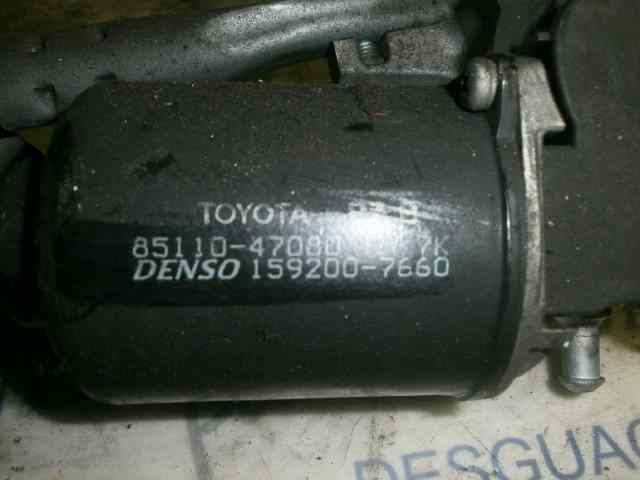 TOYOTA
85110-47080
DENSO 159200-7660
DESGUAC